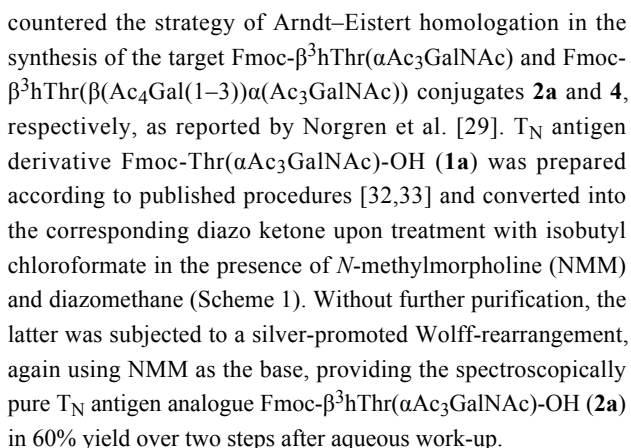 countered the strategy of Arndt–Eistert homologation in the
synthesis of the target Fmoc-β³hThr(αAc₃GalNAc) and Fmoc-
β³hThr(β(Ac₄Gal(1–3))α(Ac₃GalNAc)) conjugates 2a and 4,
respectively, as reported by Norgren et al. [29]. T_N antigen
derivative Fmoc-Thr(αAc₃GalNAc)-OH (1a) was prepared
according to published procedures [32,33] and converted into
the corresponding diazo ketone upon treatment with isobutyl
chloroformate in the presence of N-methylmorpholine (NMM)
and diazomethane (Scheme 1). Without further purification, the
latter was subjected to a silver-promoted Wolff-rearrangement,
again using NMM as the base, providing the spectroscopically
pure T_N antigen analogue Fmoc-β³hThr(αAc₃GalNAc)-OH (2a)
in 60% yield over two steps after aqueous work-up.